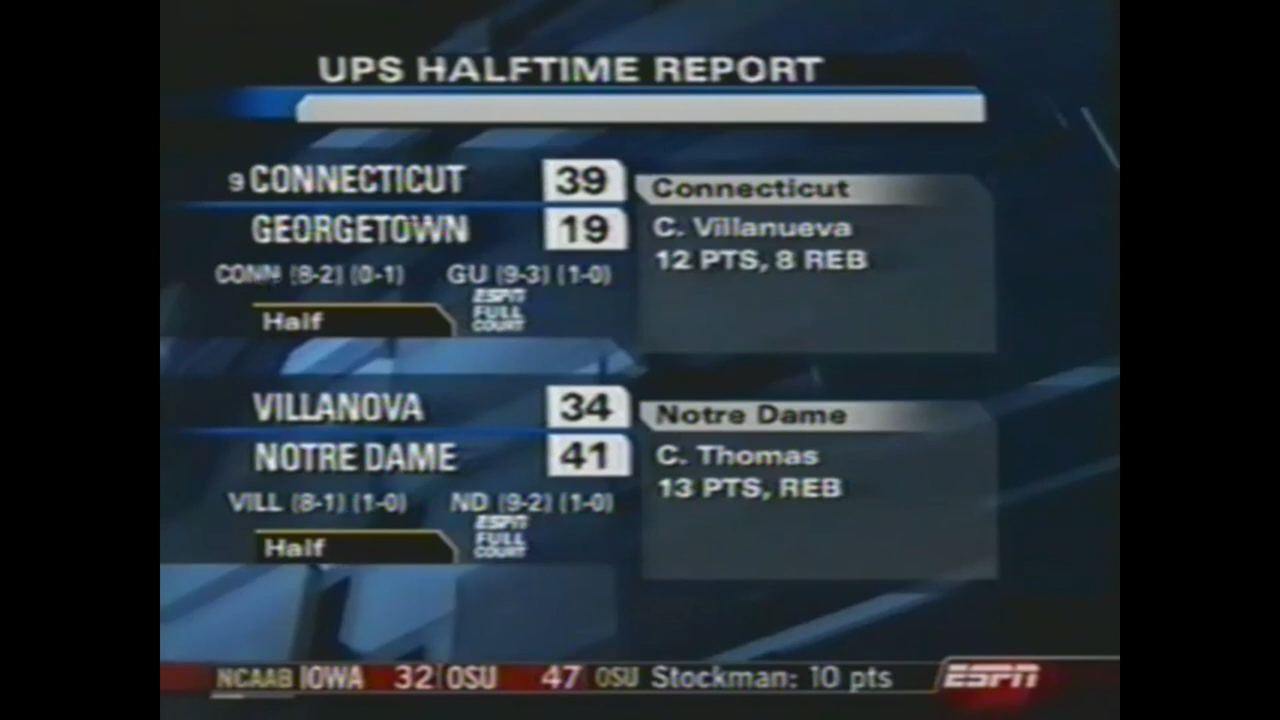 UPS HALFTIME REPORT
9 CONNECTICUT 39
GEORGETOWN 19
CONN (8-2) (0-1) GU (9-3) (1-0)
Half
ESPN
FULL
COURT
Connecticut
C. Villanueva
12 PTS, 8 REB
VILLANOVA 34
NOTRE DAME 41
VILL (8-1) (1-0) ND (9-2) (1-0)
Half
ESPN
FULL
COURT
Notre Dame
C. Thomas
13 PTS, REB
NCAAB IOWA 32 OSU 47 OSU Stockman: 10 pts ESPN